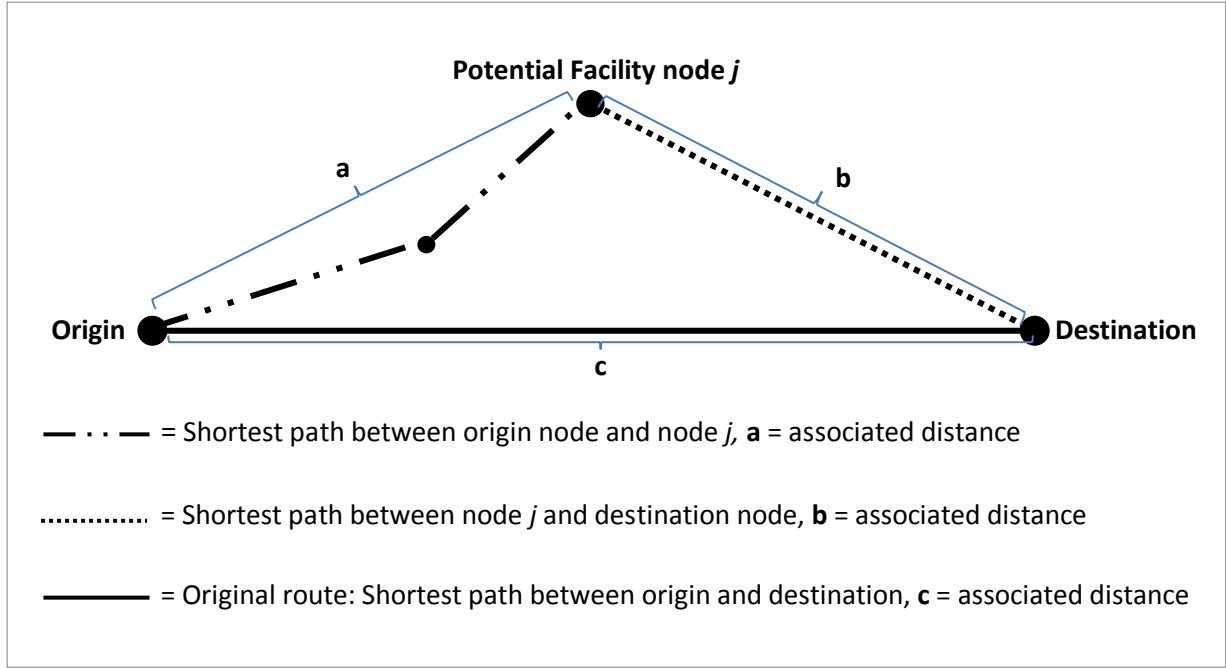 Potential Facility node j
a
b
Origin
Destination
c
= Shortest path between origin node and node j, a = associated distance
= Shortest path between node j and destination node, b = associated distance
= Original route: Shortest path between origin and destination, c = associated distance